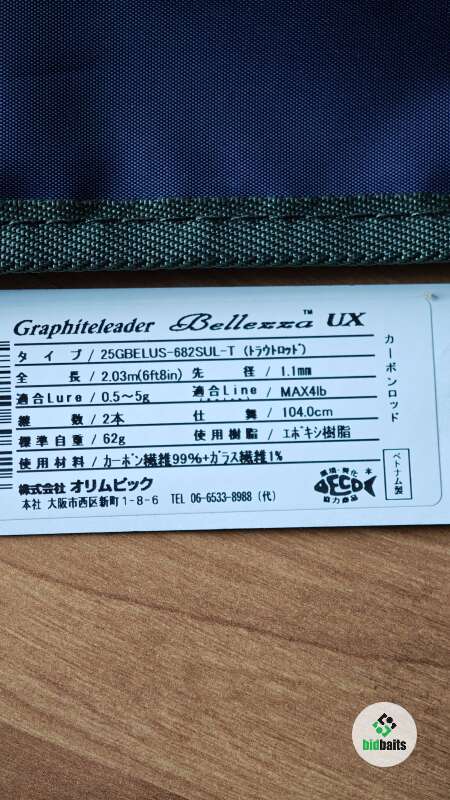 Graphiteleader Bellezza™ UX
タイプ / 25GBELUS-682SUL-T (トラウトロッド)
全長 / 2.03m(6ft8in) 先径 / 1.1mm
適合Lure / 0.5~5g 適合Line / MAX4lb
継数 / 2本 仕舞 / 104.0cm
標準自重 / 62g 使用樹脂 / エポキシ樹脂
使用材料 / カーボン繊維99%+ガラス繊維1%
株式会社 オリムピック
本社 大阪市西区新町1-8-6 TEL 06-6533-8988 (代)
カーボンロッド
ベトナム製
ECO
協力商品
bidbaits